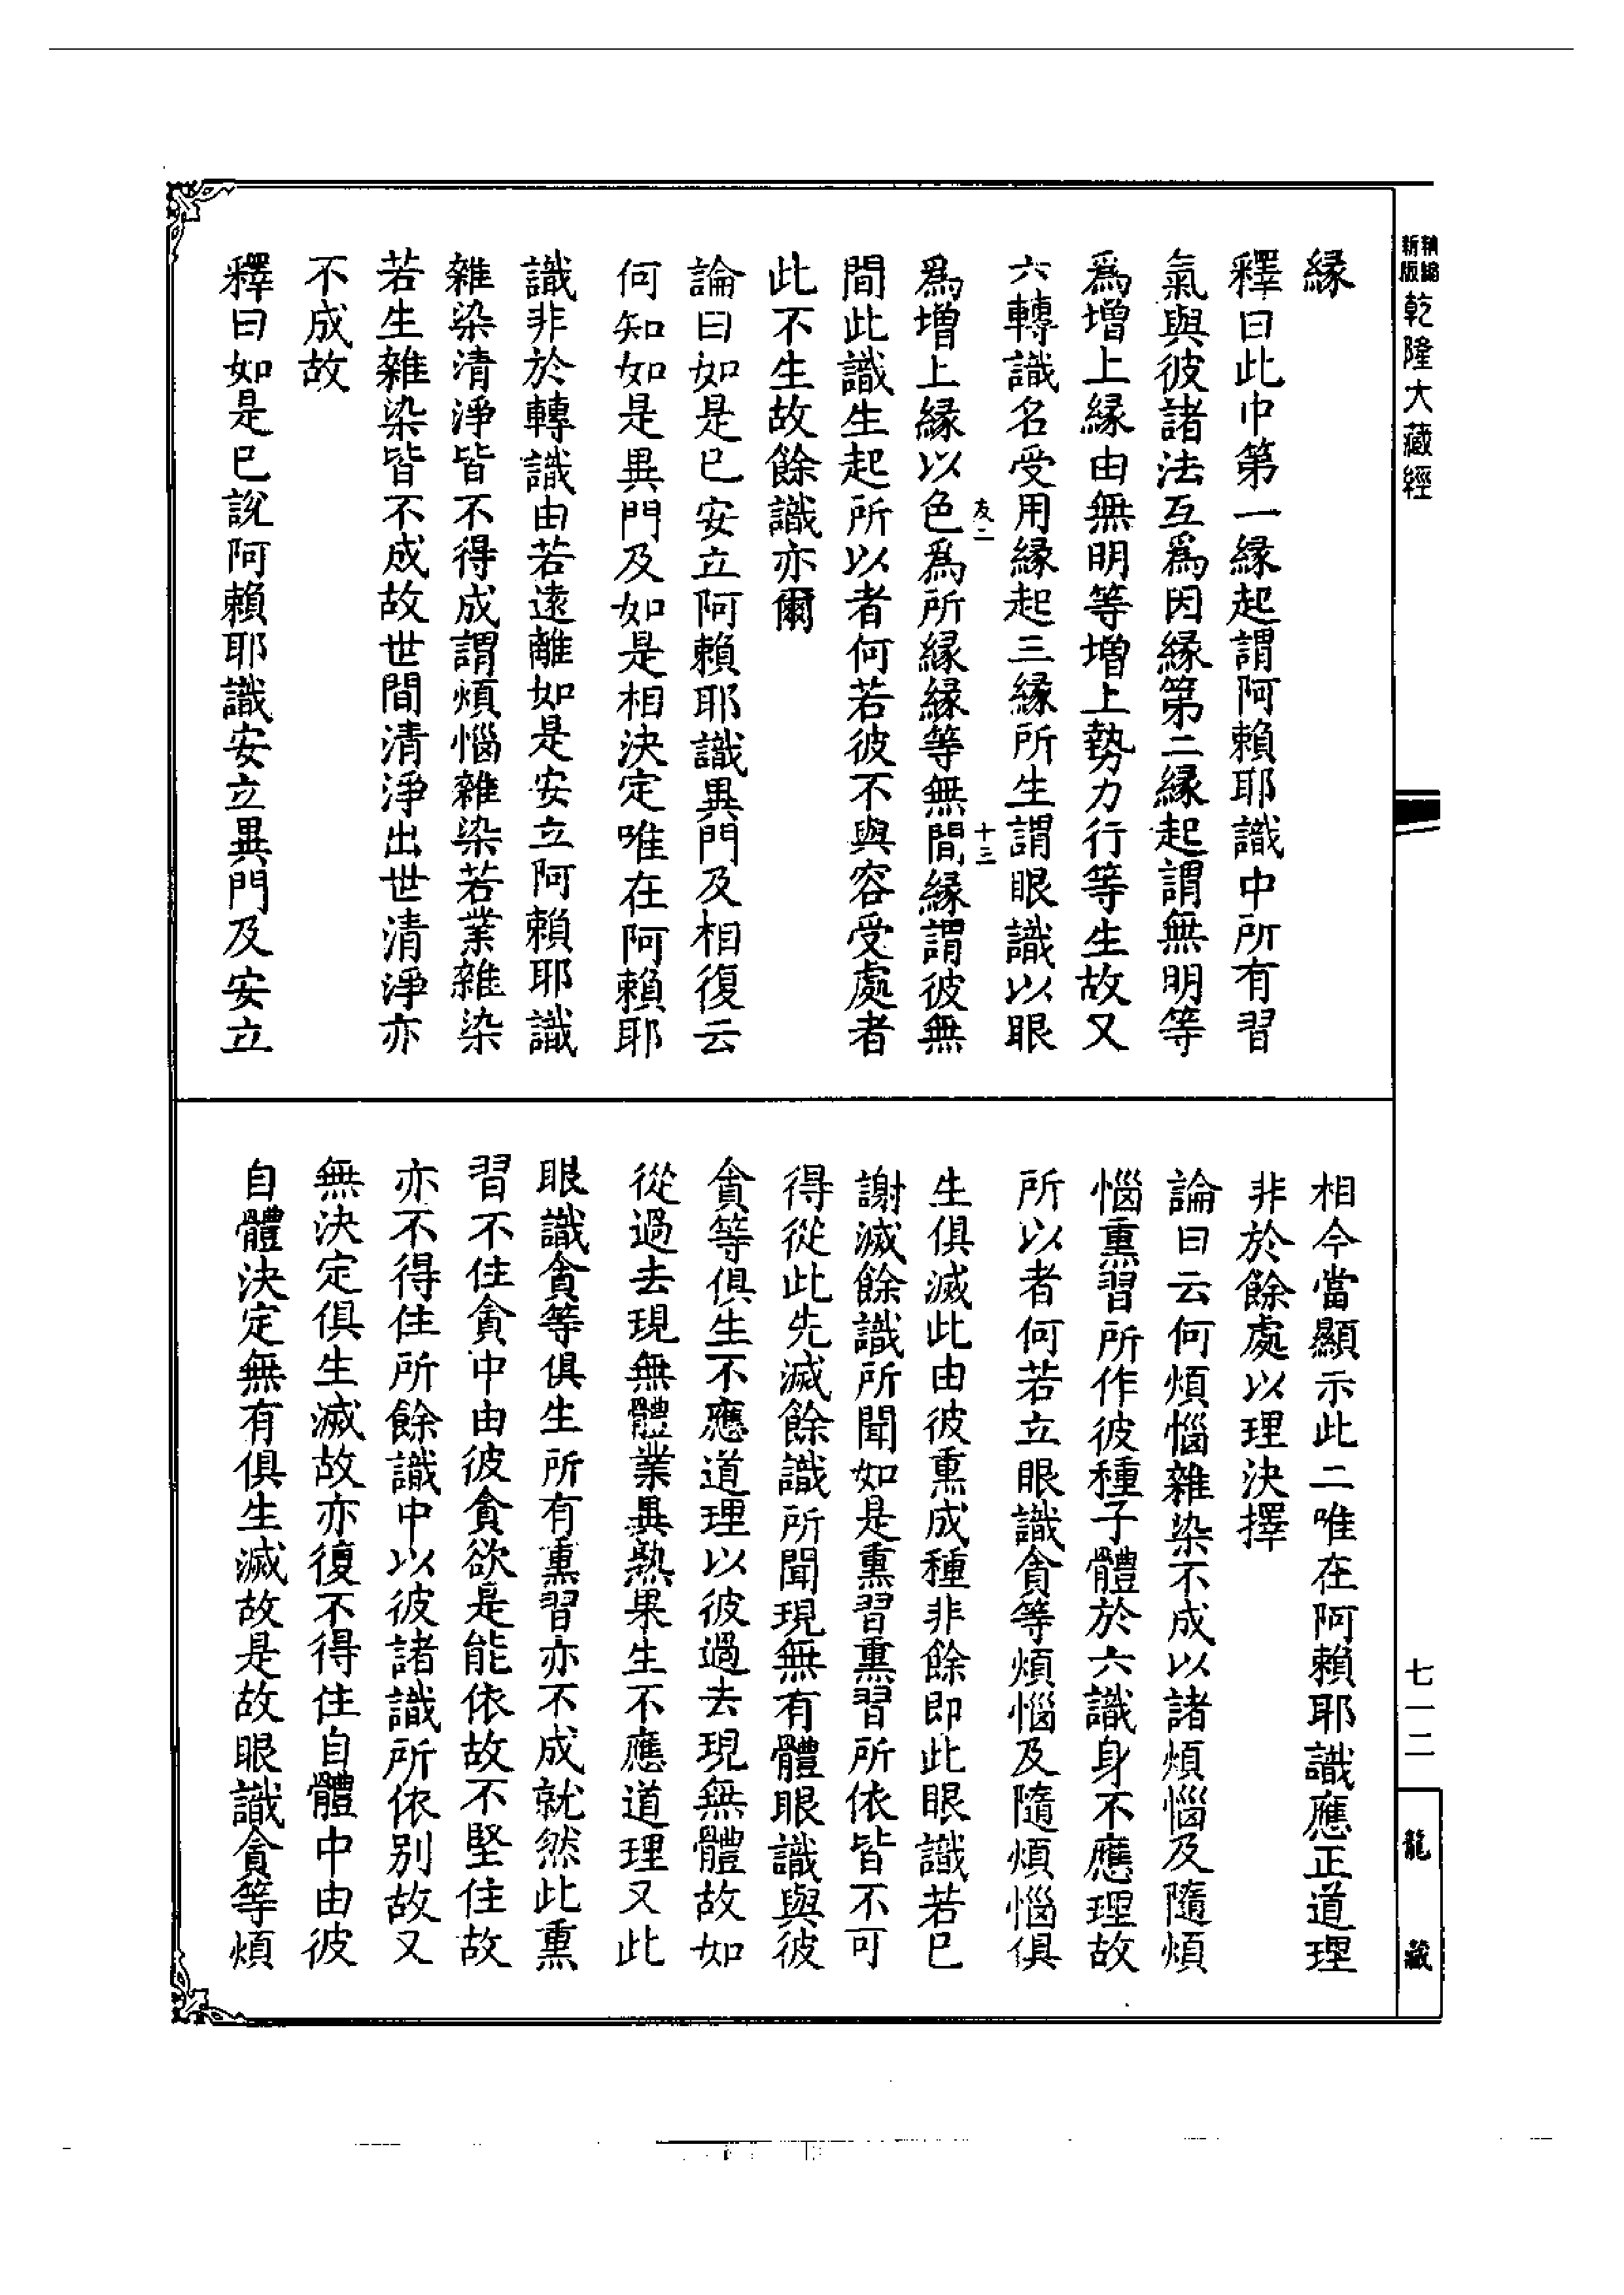 新版精縮乾隆大藏經
緣
釋曰此中第一緣起謂阿賴耶識中所有習
氣與彼諸法互爲因緣第二緣起謂無明等
爲增上緣由無明等增上勢力行等生故又
六轉識名受用緣起三緣所生謂眼識以眼
友二 十三
爲增上緣以色爲所緣緣等無間緣謂彼無
間此識生起所以者何若彼不與容受處者
此不生故餘識亦爾
論曰如是已安立阿賴耶識異門及相復云
何知如是異門及如是相決定唯在阿賴耶
識非於轉識由若遠離如是安立阿賴耶識
雜染清淨皆不得成謂煩惱雜染若業雜染
若生雜染皆不成故世間清淨出世清淨亦
不成故
釋曰如是已說阿賴耶識安立異門及安立
相今當顯示此二唯在阿賴耶識應正道理
非於餘處以理決擇
論曰云何煩惱雜染不成以諸煩惱及隨煩
惱熏習所作彼種子體於六識身不應理故
所以者何若立眼識貪等煩惱及隨煩惱俱
生俱滅此由彼熏成種非餘即此眼識若已
謝滅餘識所聞如是熏習熏習所依皆不可
得從此先滅餘識所聞現無有體眼識與彼
貪等俱生不應道理以彼過去現無體故如
從過去現無體業異熟果生不應道理又此
眼識貪等俱生所有熏習亦不成就然此熏
習不住貪中由彼貪欲是能依故不堅住故
亦不得住所餘識中以彼諸識所依別故又
無決定俱生滅故亦復不得住自體中由彼
自體決定無有俱生滅故是故眼識貪等煩
七一二
龍藏